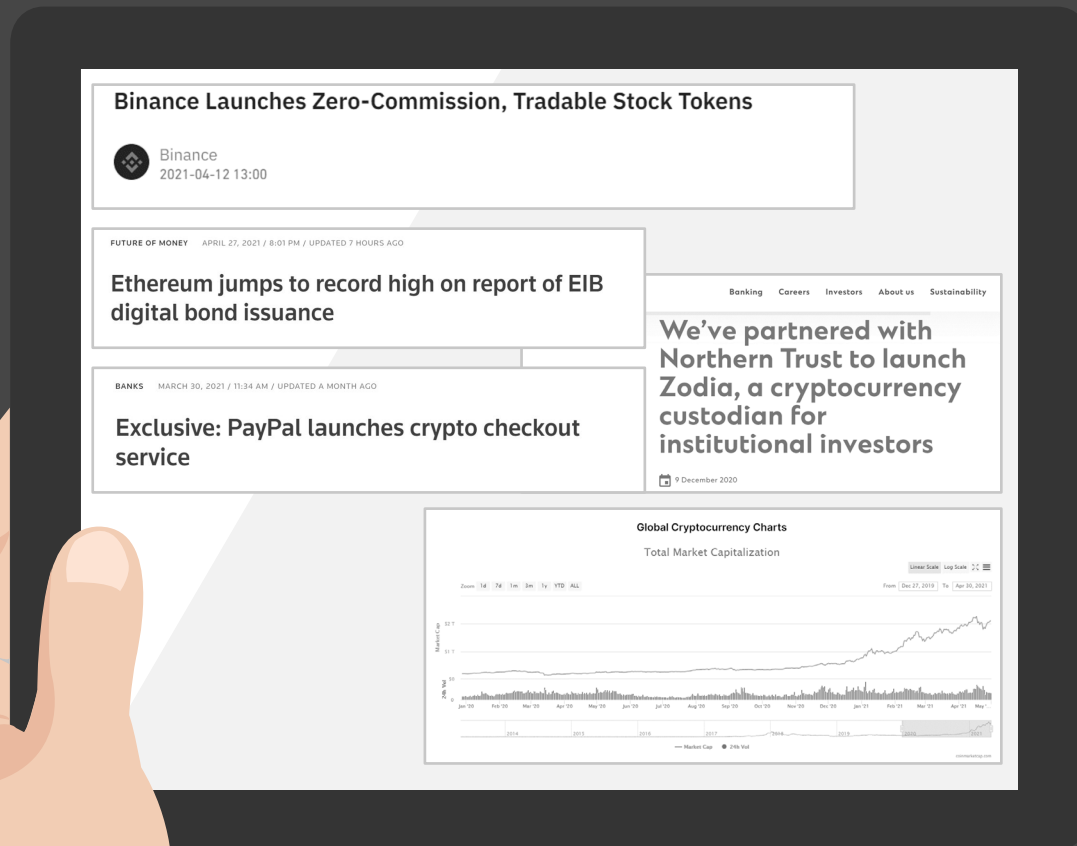 Binance Launches Zero-Commission, Tradable Stock Tokens
Binance
2021-04-12 13:00
FUTURE OF MONEY APRIL 27, 2021 / 8:01 PM / UPDATED 7 HOURS AGO
Ethereum jumps to record high on report of EIB
digital bond issuance
BANKS MARCH 30, 2021 / 11:34 AM / UPDATED A MONTH AGO
Exclusive: PayPal launches crypto checkout
service
Banking Careers Investors About us Sustainability
We’ve partnered with
Northern Trust to launch
Zodia, a cryptocurrency
custodian for
institutional investors
9 December 2020
Global Cryptocurrency Charts
Total Market Capitalization
Linear Scale Log Scale
Zoom 1d 7d 1m 3m 1y YTD ALL From Dec 27, 2019 To Apr 30, 2021
Market Cap
$2 T
$1 T
$0
24h Vol
0
Jan '20 Feb '20 Mar '20 Apr '20 May '20 Jun '20 Jul '20 Aug '20 Sep '20 Oct '20 Nov '20 Dec '20 Jan '21 Feb '21 Mar '21 Apr '21 May '...
2014 2015 2016 2017 2018 2019 2020 2021
Market Cap 24h Vol